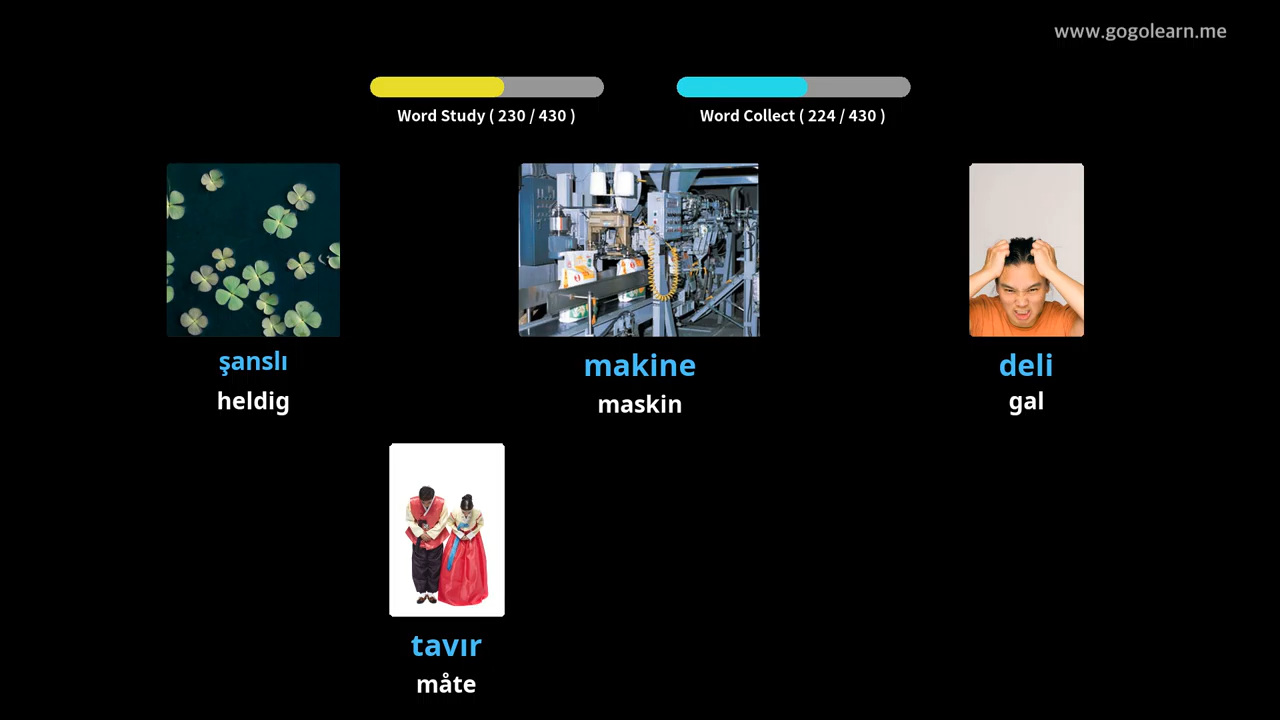 www.gogolearn.me
Word Study ( 230 / 430 )
Word Collect ( 224 / 430 )
şanslı
heldig
makine
maskin
deli
gal
tavır
måte